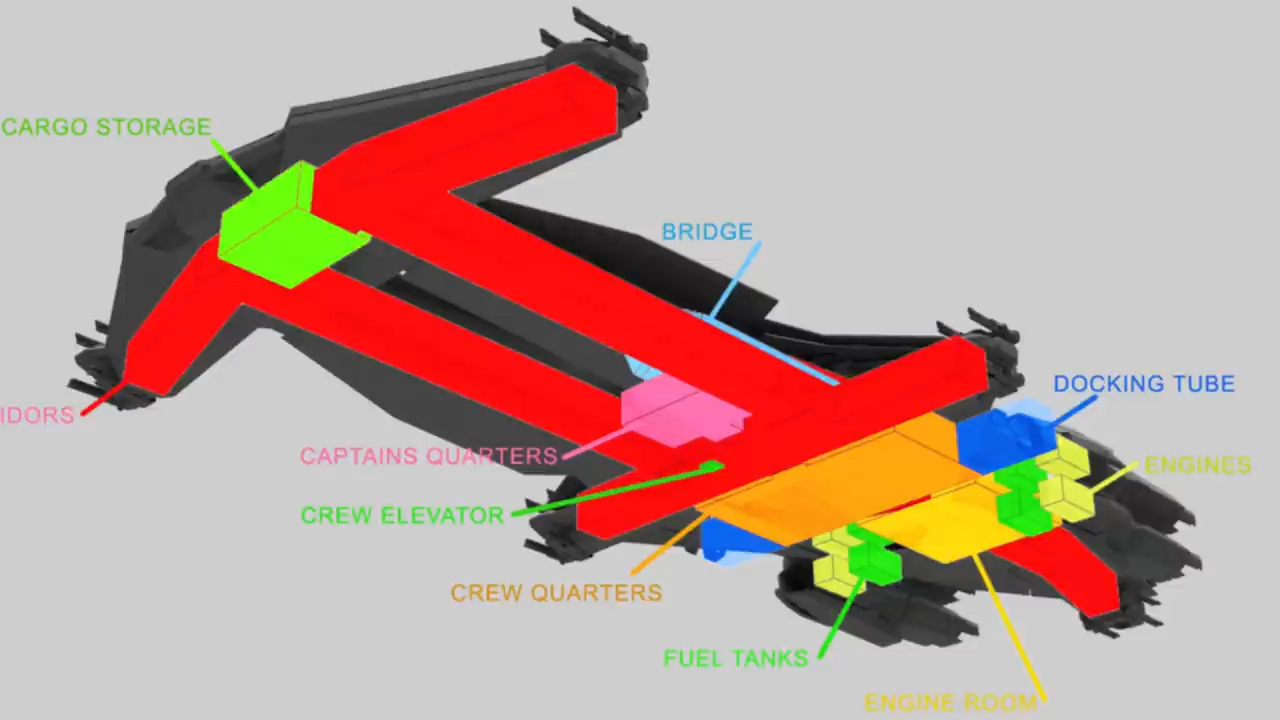 CARGO STORAGE
BRIDGE
DOCKING TUBE
IDORS
CAPTAINS QUARTERS
ENGINES
CREW ELEVATOR
CREW QUARTERS
FUEL TANKS
ENGINE ROOM